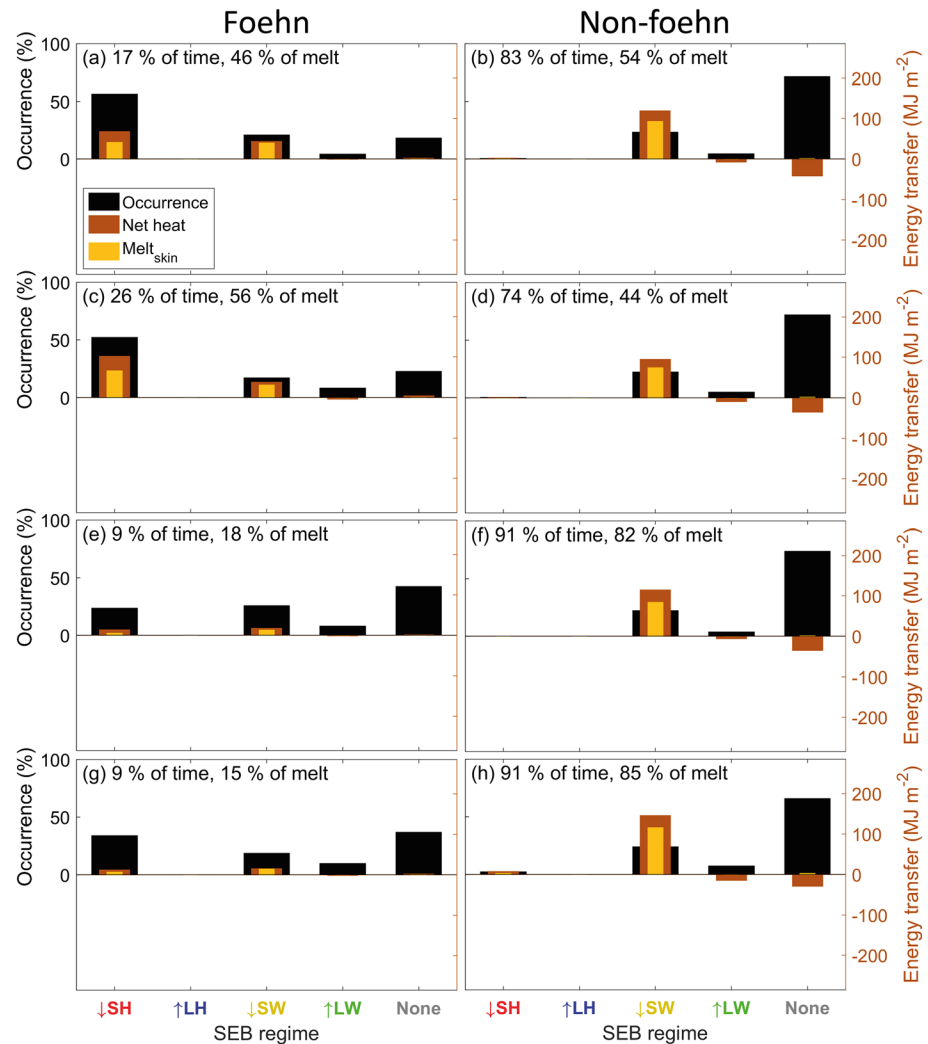 Foehn
Non-foehn
(a) 17 % of time, 46 % of melt
(b) 83 % of time, 54 % of melt
100
50
0
Occurrence (%)
200
100
0
-100
-200
Energy transfer (MJ m⁻²)
Occurrence
Net heat
Melt_skin
(c) 26 % of time, 56 % of melt
(d) 74 % of time, 44 % of melt
100
50
0
Occurrence (%)
200
100
0
-100
-200
Energy transfer (MJ m⁻²)
(e) 9 % of time, 18 % of melt
(f) 91 % of time, 82 % of melt
100
50
0
Occurrence (%)
200
100
0
-100
-200
Energy transfer (MJ m⁻²)
(g) 9 % of time, 15 % of melt
(h) 91 % of time, 85 % of melt
100
50
0
Occurrence (%)
200
100
0
-100
-200
Energy transfer (MJ m⁻²)
↓SH ↑LH ↓SW ↑LW None
↓SH ↑LH ↓SW ↑LW None
SEB regime
SEB regime